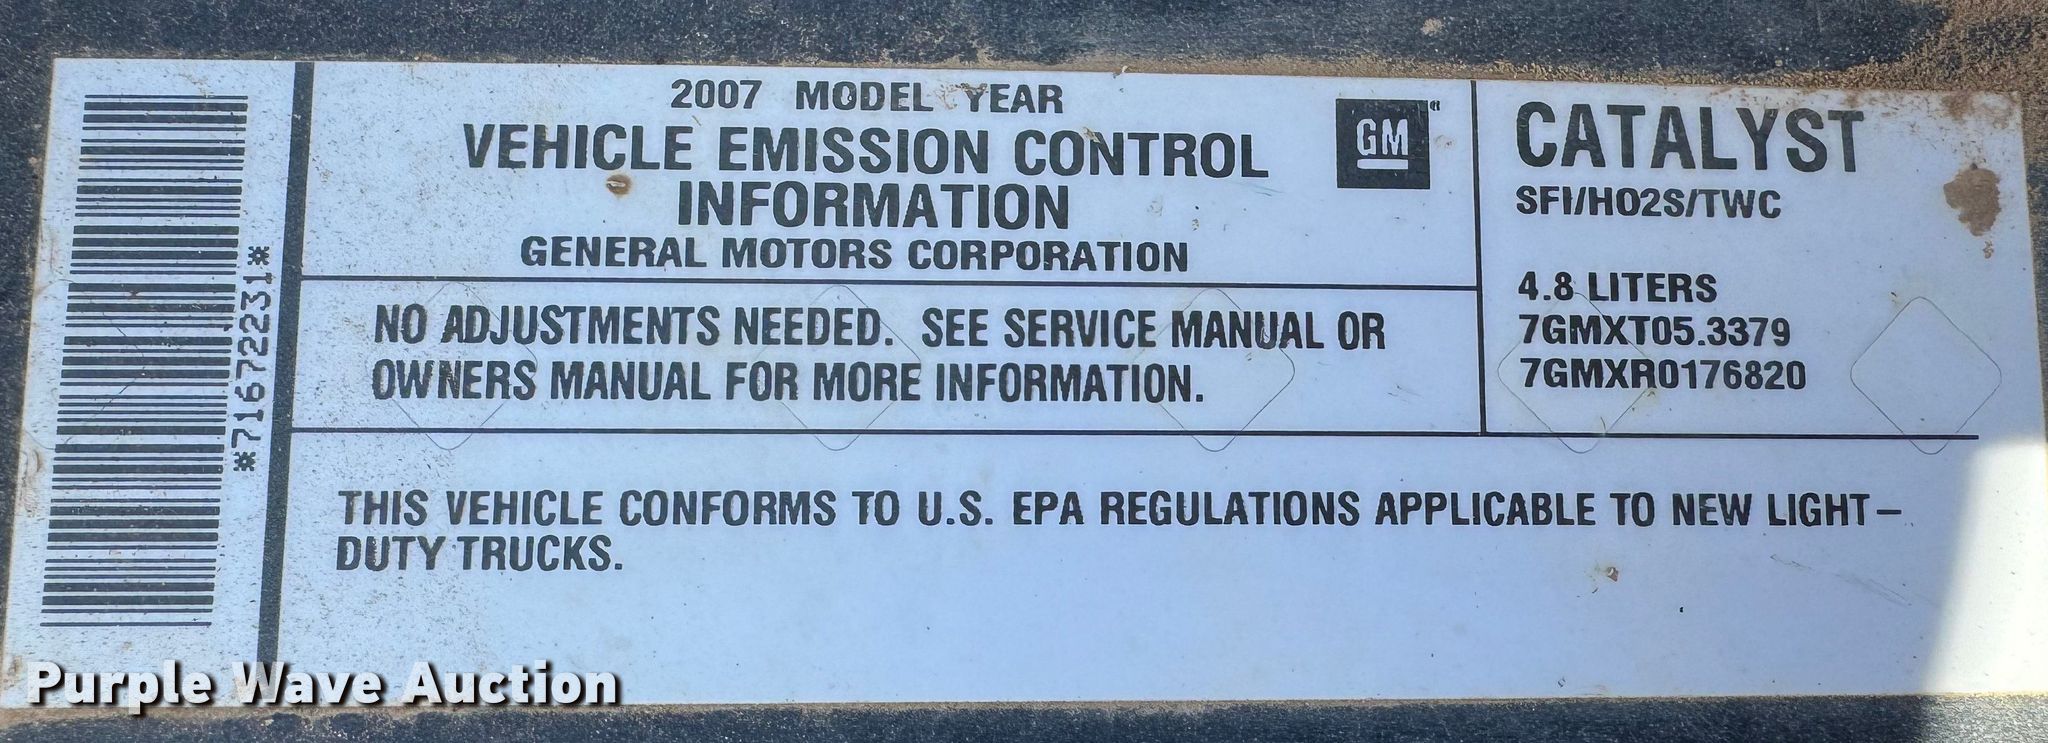 2007 MODEL YEAR
VEHICLE EMISSION CONTROL
INFORMATION
GENERAL MOTORS CORPORATION
GM
NO ADJUSTMENTS NEEDED. SEE SERVICE MANUAL OR
OWNERS MANUAL FOR MORE INFORMATION.
CATALYST
SFI/HO2S/TWC
4.8 LITERS
7GMXT05.3379
7GMXR0176820
THIS VEHICLE CONFORMS TO U.S. EPA REGULATIONS APPLICABLE TO NEW LIGHT-
DUTY TRUCKS.
*71672231*
Purple Wave Auction